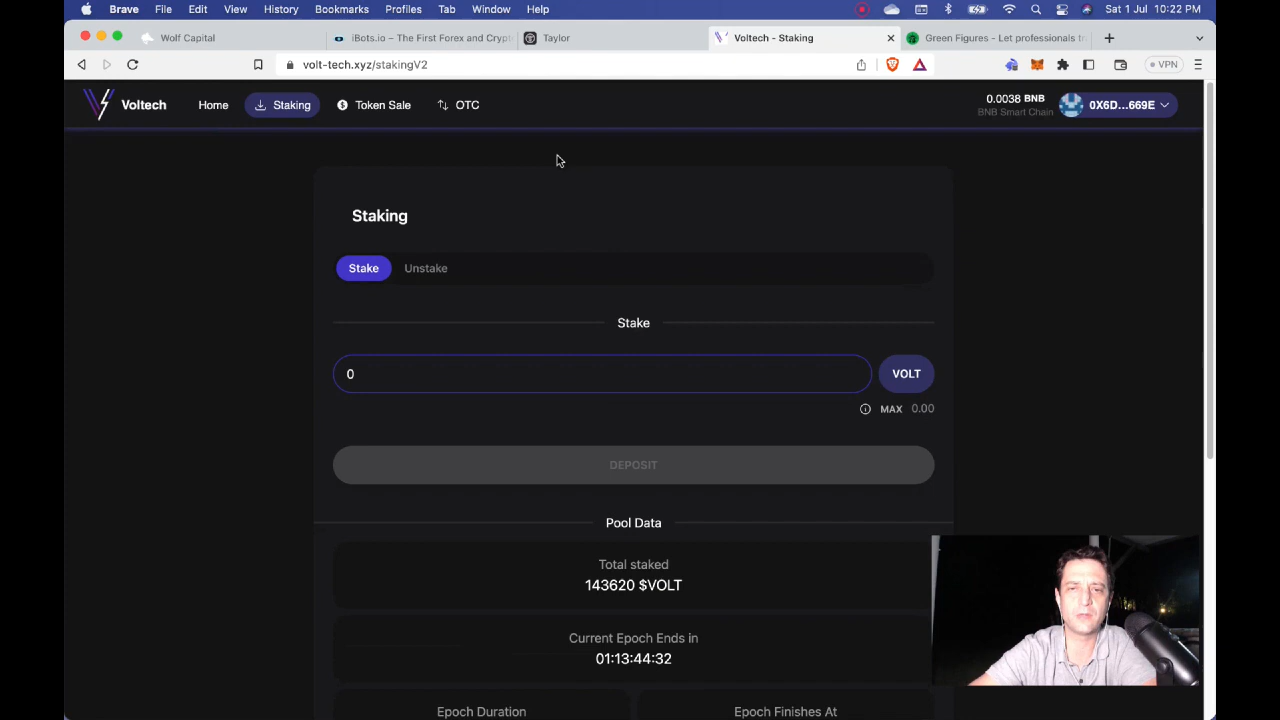 Brave File Edit View History Bookmarks Profiles Tab Window Help Sat 1 Jul 10:22 PM
Wolf Capital iBots.io – The First Forex and Crypt Taylor Voltech - Staking Green Figures - Let professionals tr
volt-tech.xyz/stakingV2 VPN
Voltech Home Staking Token Sale OTC 0.0038 BNB 0X6D...669E
BNB Smart Chain
Staking
Stake Unstake
Stake
0 VOLT
MAX 0.00
DEPOSIT
Pool Data
Total staked
143620 $VOLT
Current Epoch Ends in
01:13:44:32
Epoch Duration Epoch Finishes At